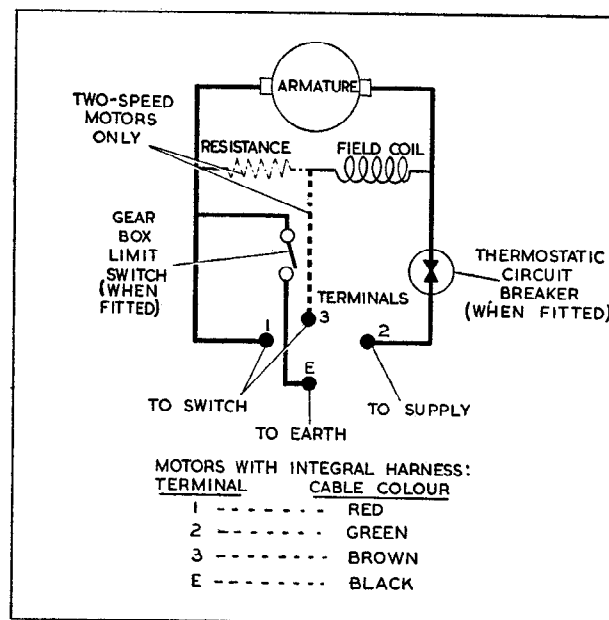 ARMATURE
TWO-SPEED
MOTORS
ONLY
RESISTANCE
FIELD COIL
GEAR
BOX
LIMIT
SWITCH
(WHEN
FITTED)
THERMOSTATIC
CIRCUIT
BREAKER
(WHEN FITTED)
TERMINALS
3
1
2
E
TO SWITCH
TO SUPPLY
TO EARTH
MOTORS WITH INTEGRAL HARNESS:
TERMINAL CABLE COLOUR
1 ------- RED
2 ------- GREEN
3 ------- BROWN
E ------- BLACK